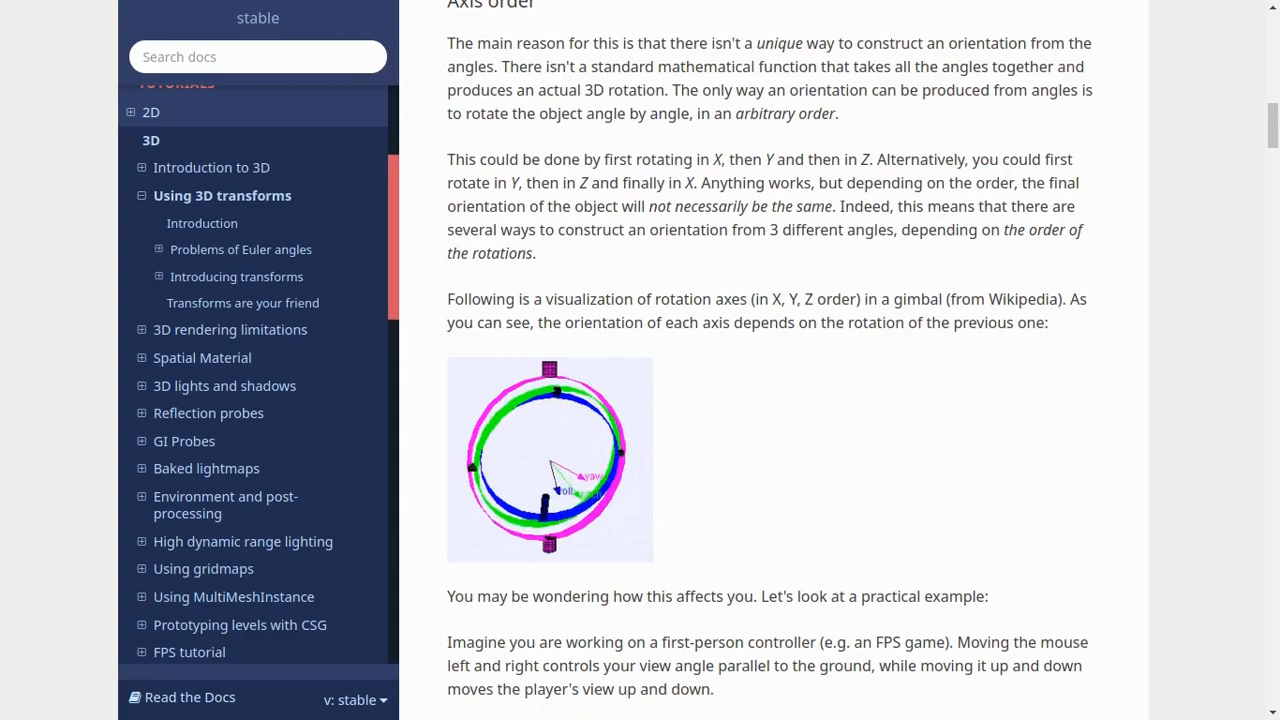 stable
Search docs
TUTORIALS
2D
3D
Introduction to 3D
Using 3D transforms
Introduction
Problems of Euler angles
Introducing transforms
Transforms are your friend
3D rendering limitations
Spatial Material
3D lights and shadows
Reflection probes
GI Probes
Baked lightmaps
Environment and post-
processing
High dynamic range lighting
Using gridmaps
Using MultiMeshInstance
Prototyping levels with CSG
FPS tutorial
Read the Docs
v: stable
Axis order
The main reason for this is that there isn't a unique way to construct an orientation from the
angles. There isn't a standard mathematical function that takes all the angles together and
produces an actual 3D rotation. The only way an orientation can be produced from angles is
to rotate the object angle by angle, in an arbitrary order.
This could be done by first rotating in X, then Y and then in Z. Alternatively, you could first
rotate in Y, then in Z and finally in X. Anything works, but depending on the order, the final
orientation of the object will not necessarily be the same. Indeed, this means that there are
several ways to construct an orientation from 3 different angles, depending on the order of
the rotations.
Following is a visualization of rotation axes (in X, Y, Z order) in a gimbal (from Wikipedia). As
you can see, the orientation of each axis depends on the rotation of the previous one:
yaw
roll
You may be wondering how this affects you. Let's look at a practical example:
Imagine you are working on a first-person controller (e.g. an FPS game). Moving the mouse
left and right controls your view angle parallel to the ground, while moving it up and down
moves the player's view up and down.